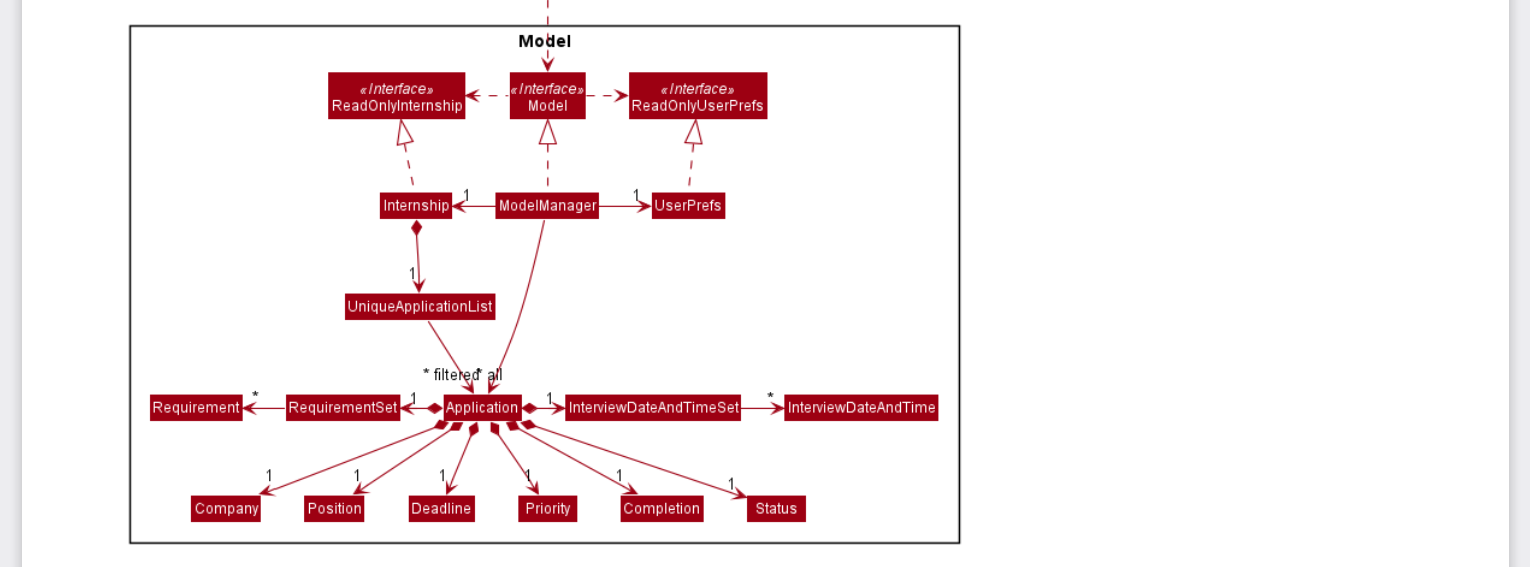 Model
«Interface»
ReadOnlyInternship
«Interface»
Model
«Interface»
ReadOnlyUserPrefs
Internship
1
ModelManager
1
UserPrefs
1
UniqueApplicationList
* filtered
* all
Requirement
*
RequirementSet
1
Application
1
InterviewDateAndTimeSet
*
InterviewDateAndTime
1
1
1
1
1
1
Company
Position
Deadline
Priority
Completion
Status